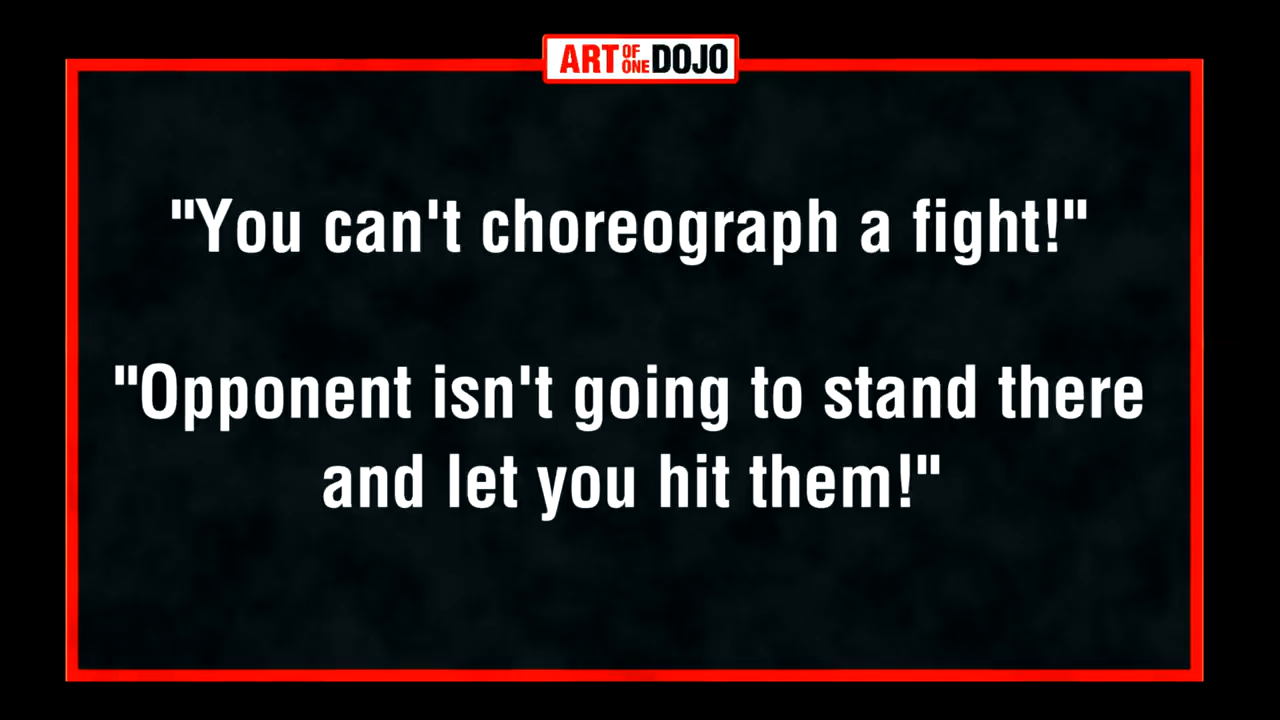 ART OF ONE DOJO
"You can't choreograph a fight!"
"Opponent isn't going to stand there
and let you hit them!"